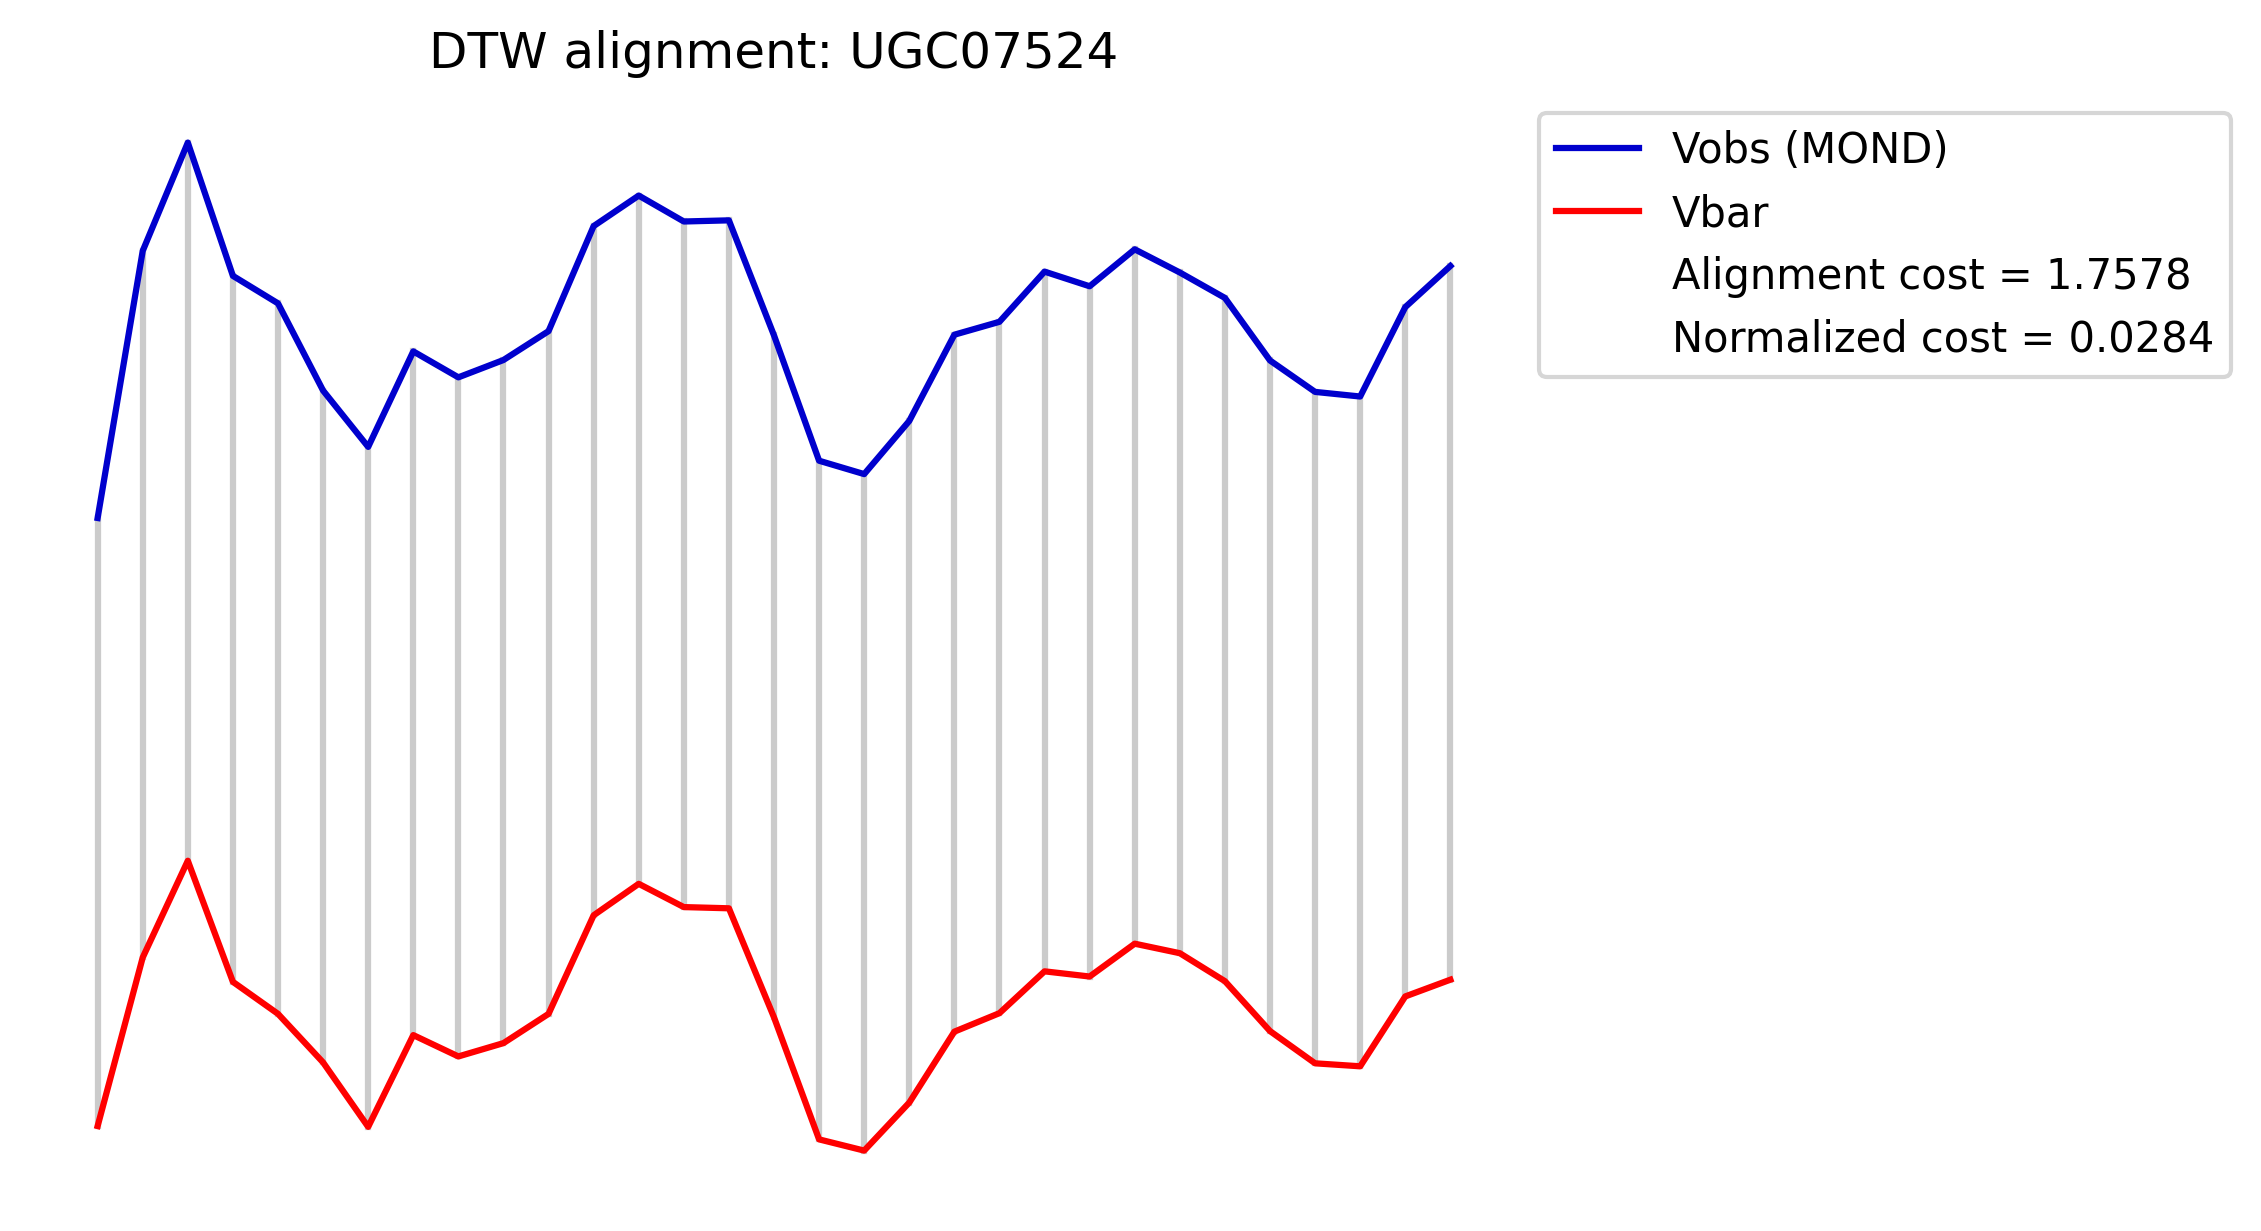 DTW alignment: UGC07524
Vobs (MOND)
Vbar
Alignment cost = 1.7578
Normalized cost = 0.0284